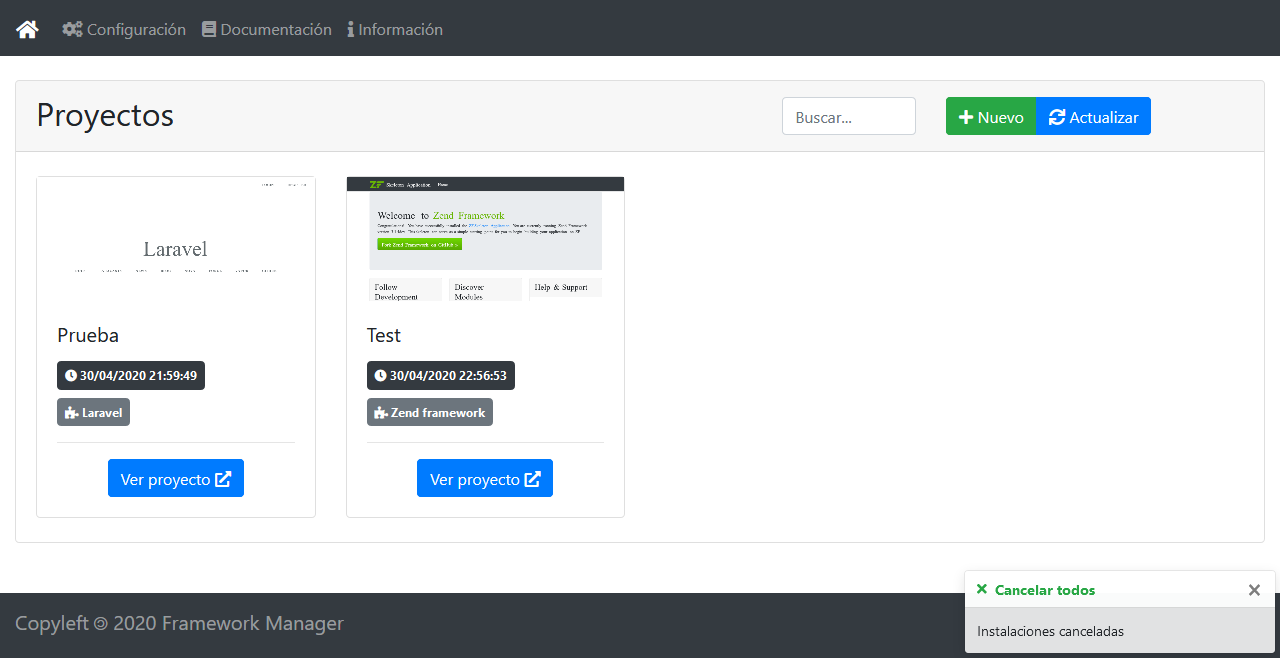 Configuración Documentación Información
Proyectos
Buscar...
Nuevo Actualizar
Laravel
Prueba
30/04/2020 21:59:49
Laravel
Ver proyecto
ZF Skeleton Application Home
Welcome to Zend Framework
Fork Zend Framework on GitHub »
Follow Development
Discover Modules
Help & Support
Test
30/04/2020 22:56:53
Zend framework
Ver proyecto
Cancelar todos
Instalaciones canceladas
Copyleft 🄯 2020 Framework Manager